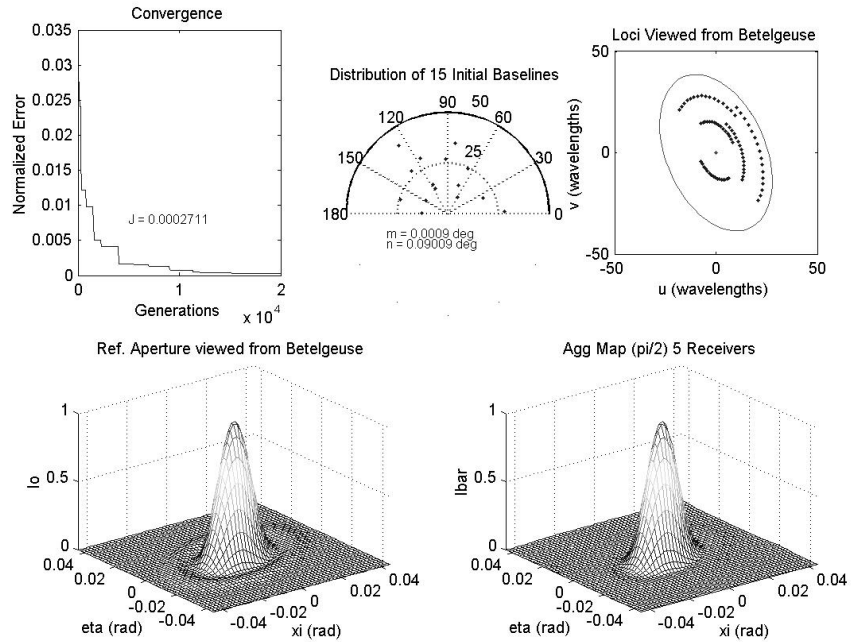 Convergence
0.035
0.03
0.025
0.02
0.015
0.01
0.005
0
Normalized Error
J = 0.0002711
0 1 2
Generations
x 10^4
Distribution of 15 Initial Baselines
180 150 120 90 60 30 0
50
25
m = 0.0009 deg
n = 0.09009 deg
Loci Viewed from Betelgeuse
50
0
-50
v (wavelengths)
-50 0 50
u (wavelengths)
Ref. Aperture viewed from Betelgeuse
1
0.5
0
Io
0.04
0.02
0
-0.02
-0.04
eta (rad)
-0.04
-0.02
0
0.02
0.04
xi (rad)
Agg Map (pi/2) 5 Receivers
1
0.5
0
Ibar
0.04
0.02
0
-0.02
-0.04
eta (rad)
-0.04
-0.02
0
0.02
0.04
xi (rad)